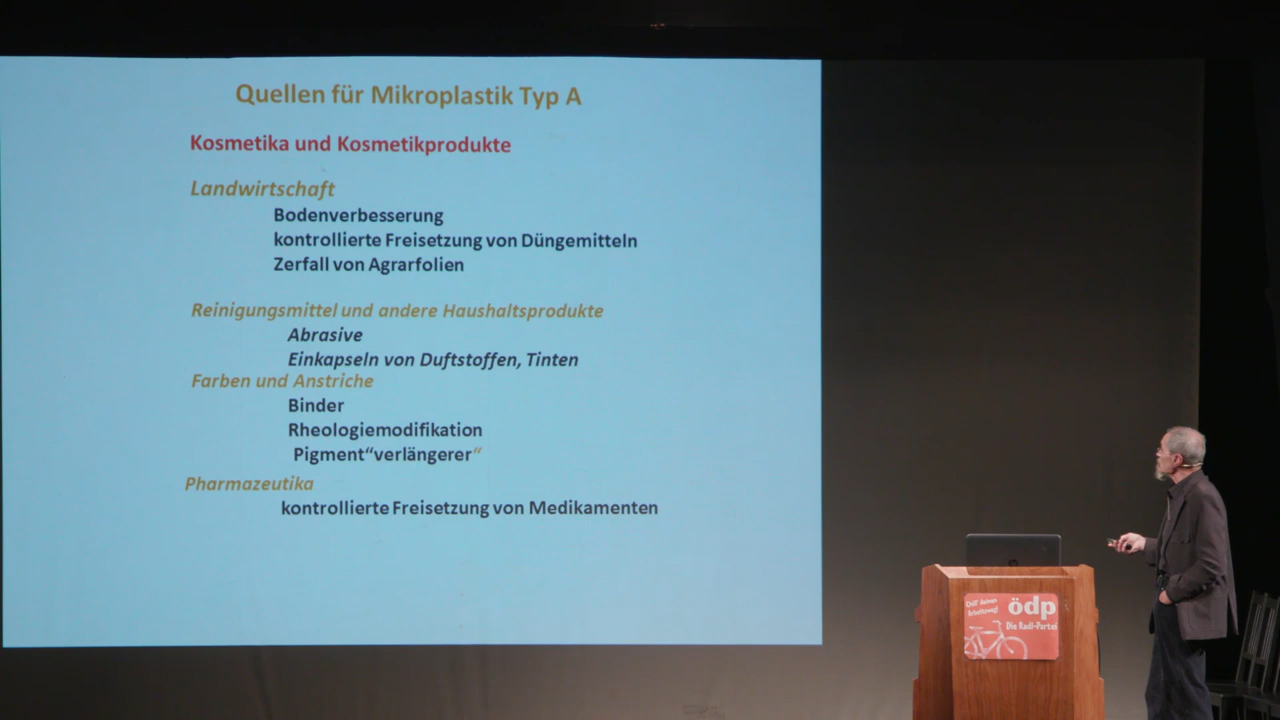 Quellen für Mikroplastik Typ A
Kosmetika und Kosmetikprodukte
Landwirtschaft
Bodenverbesserung
kontrollierte Freisetzung von Düngemitteln
Zerfall von Agrarfolien
Reinigungsmittel und andere Haushaltsprodukte
Abrasive
Einkapseln von Duftstoffen, Tinten
Farben und Anstriche
Binder
Rheologiemodifikation
Pigment“verlängerer“
Pharmazeutika
kontrollierte Freisetzung von Medikamenten
ödp
Die Radl-Partei